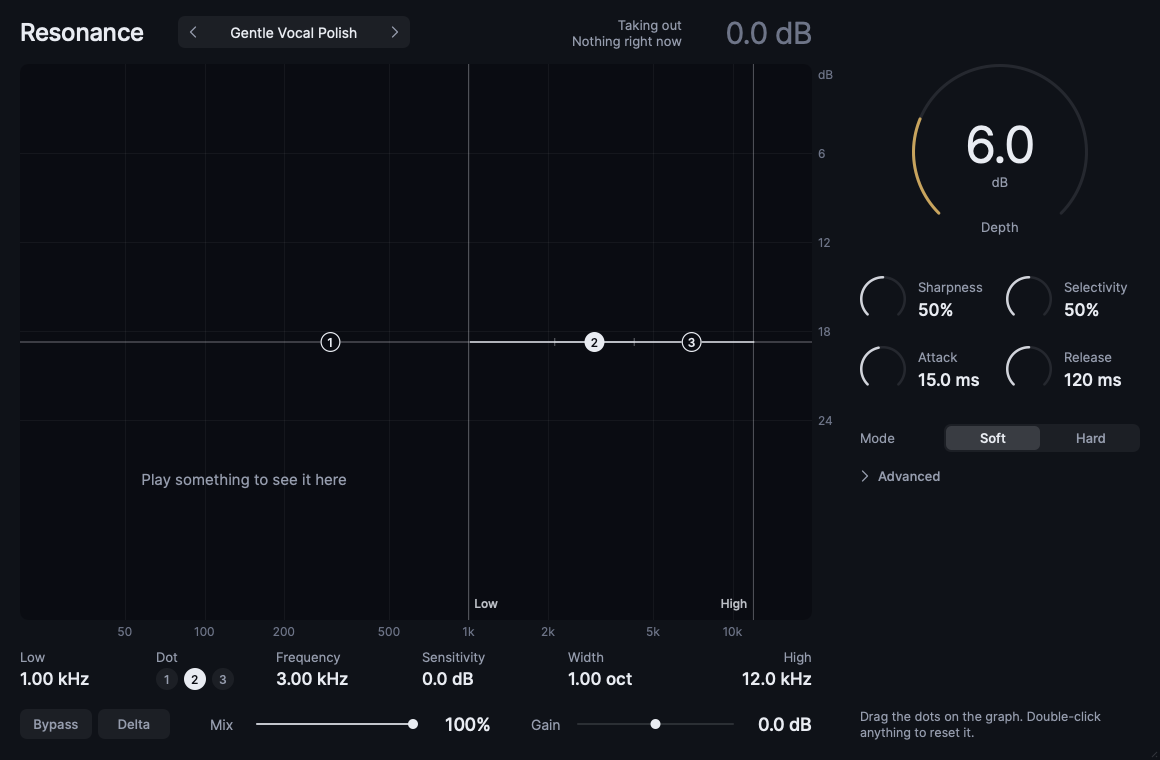 Resonance
Gentle Vocal Polish
Taking out
Nothing right now
0.0 dB
dB
6
12
18
24
1
2
3
Play something to see it here
Low
High
50
100
200
500
1k
2k
5k
10k
Low
1.00 kHz
Dot
1 2 3
Frequency
3.00 kHz
Sensitivity
0.0 dB
Width
1.00 oct
High
12.0 kHz
Bypass
Delta
Mix
100%
Gain
0.0 dB
6.0
dB
Depth
Sharpness
50%
Selectivity
50%
Attack
15.0 ms
Release
120 ms
Mode
Soft
Hard
Advanced
Drag the dots on the graph. Double-click
anything to reset it.